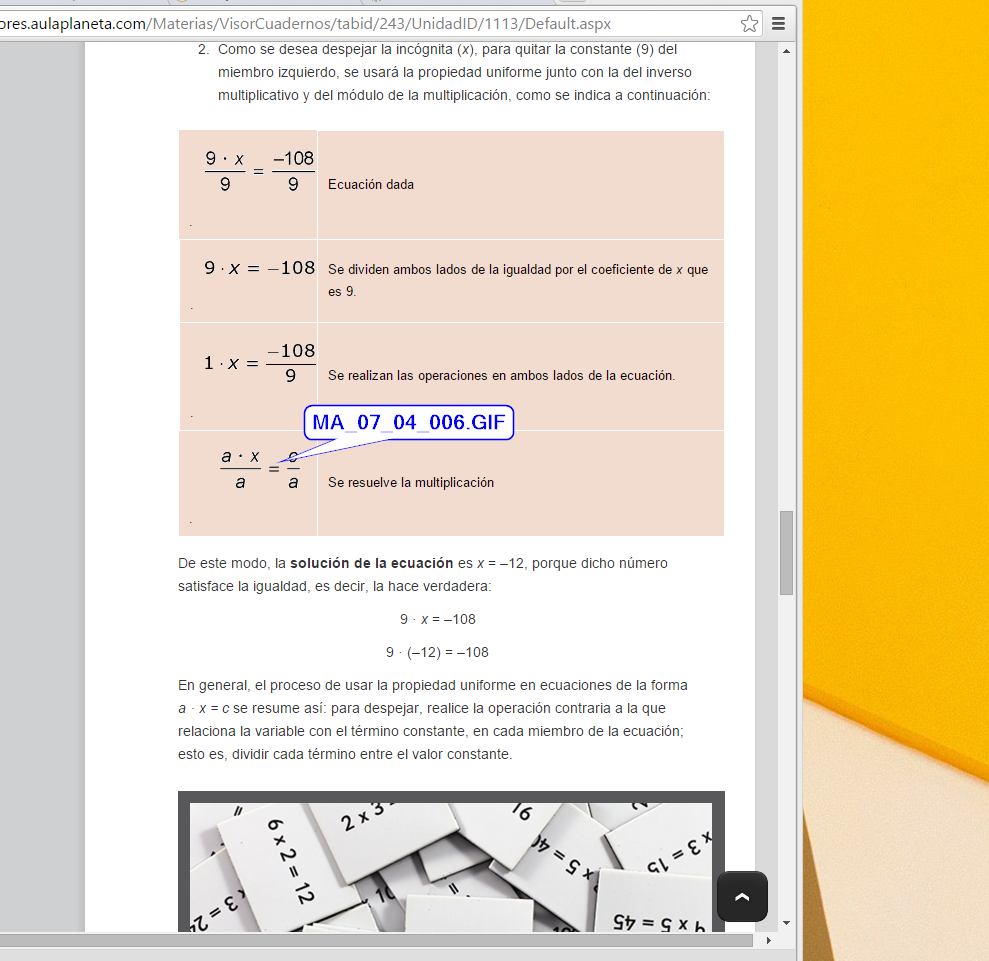 ores.aulaplaneta.com/Materias/VisorCuadernos/tabid/243/UnidadID/1113/Default.aspx
2. Como se desea despejar la incógnita (x), para quitar la constante (9) del
miembro izquierdo, se usará la propiedad uniforme junto con la del inverso
multiplicativo y del módulo de la multiplicación, como se indica a continuación:
9 · x / 9 = –108 / 9
Ecuación dada
.
9 · x = –108
Se dividen ambos lados de la igualdad por el coeficiente de x que
es 9.
.
1 · x = –108 / 9
Se realizan las operaciones en ambos lados de la ecuación.
.
MA_07_04_006.GIF
a · x / a = c / a
Se resuelve la multiplicación
.
De este modo, la solución de la ecuación es x = –12, porque dicho número
satisface la igualdad, es decir, la hace verdadera:
9 · x = –108
9 · (–12) = –108
En general, el proceso de usar la propiedad uniforme en ecuaciones de la forma
a · x = c se resume así: para despejar, realice la operación contraria a la que
relaciona la variable con el término constante, en cada miembro de la ecuación;
esto es, dividir cada término entre el valor constante.
6 x 2 = 12
2 x 3 =
16
x 5 = 40
x 3 = 15
x 5 = 45